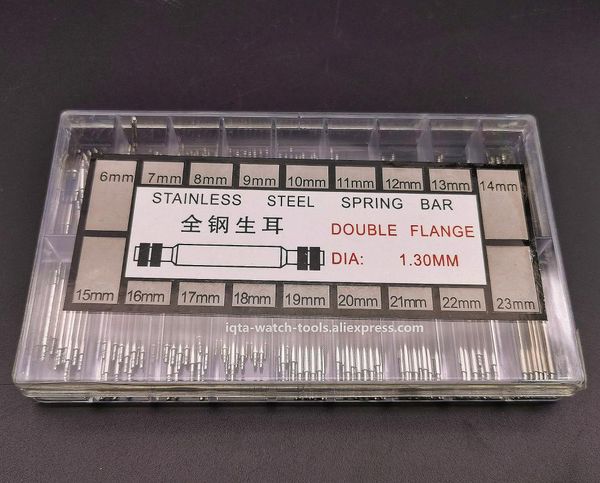 6mm 7mm 8mm 9mm 10mm 11mm 12mm 13mm 14mm
STAINLESS STEEL SPRING BAR
全钢生耳
DOUBLE FLANGE
DIA: 1.30MM
15mm 16mm 17mm 18mm 19mm 20mm 21mm 22mm 23mm
iqta-watch-tools.aliexpress.com